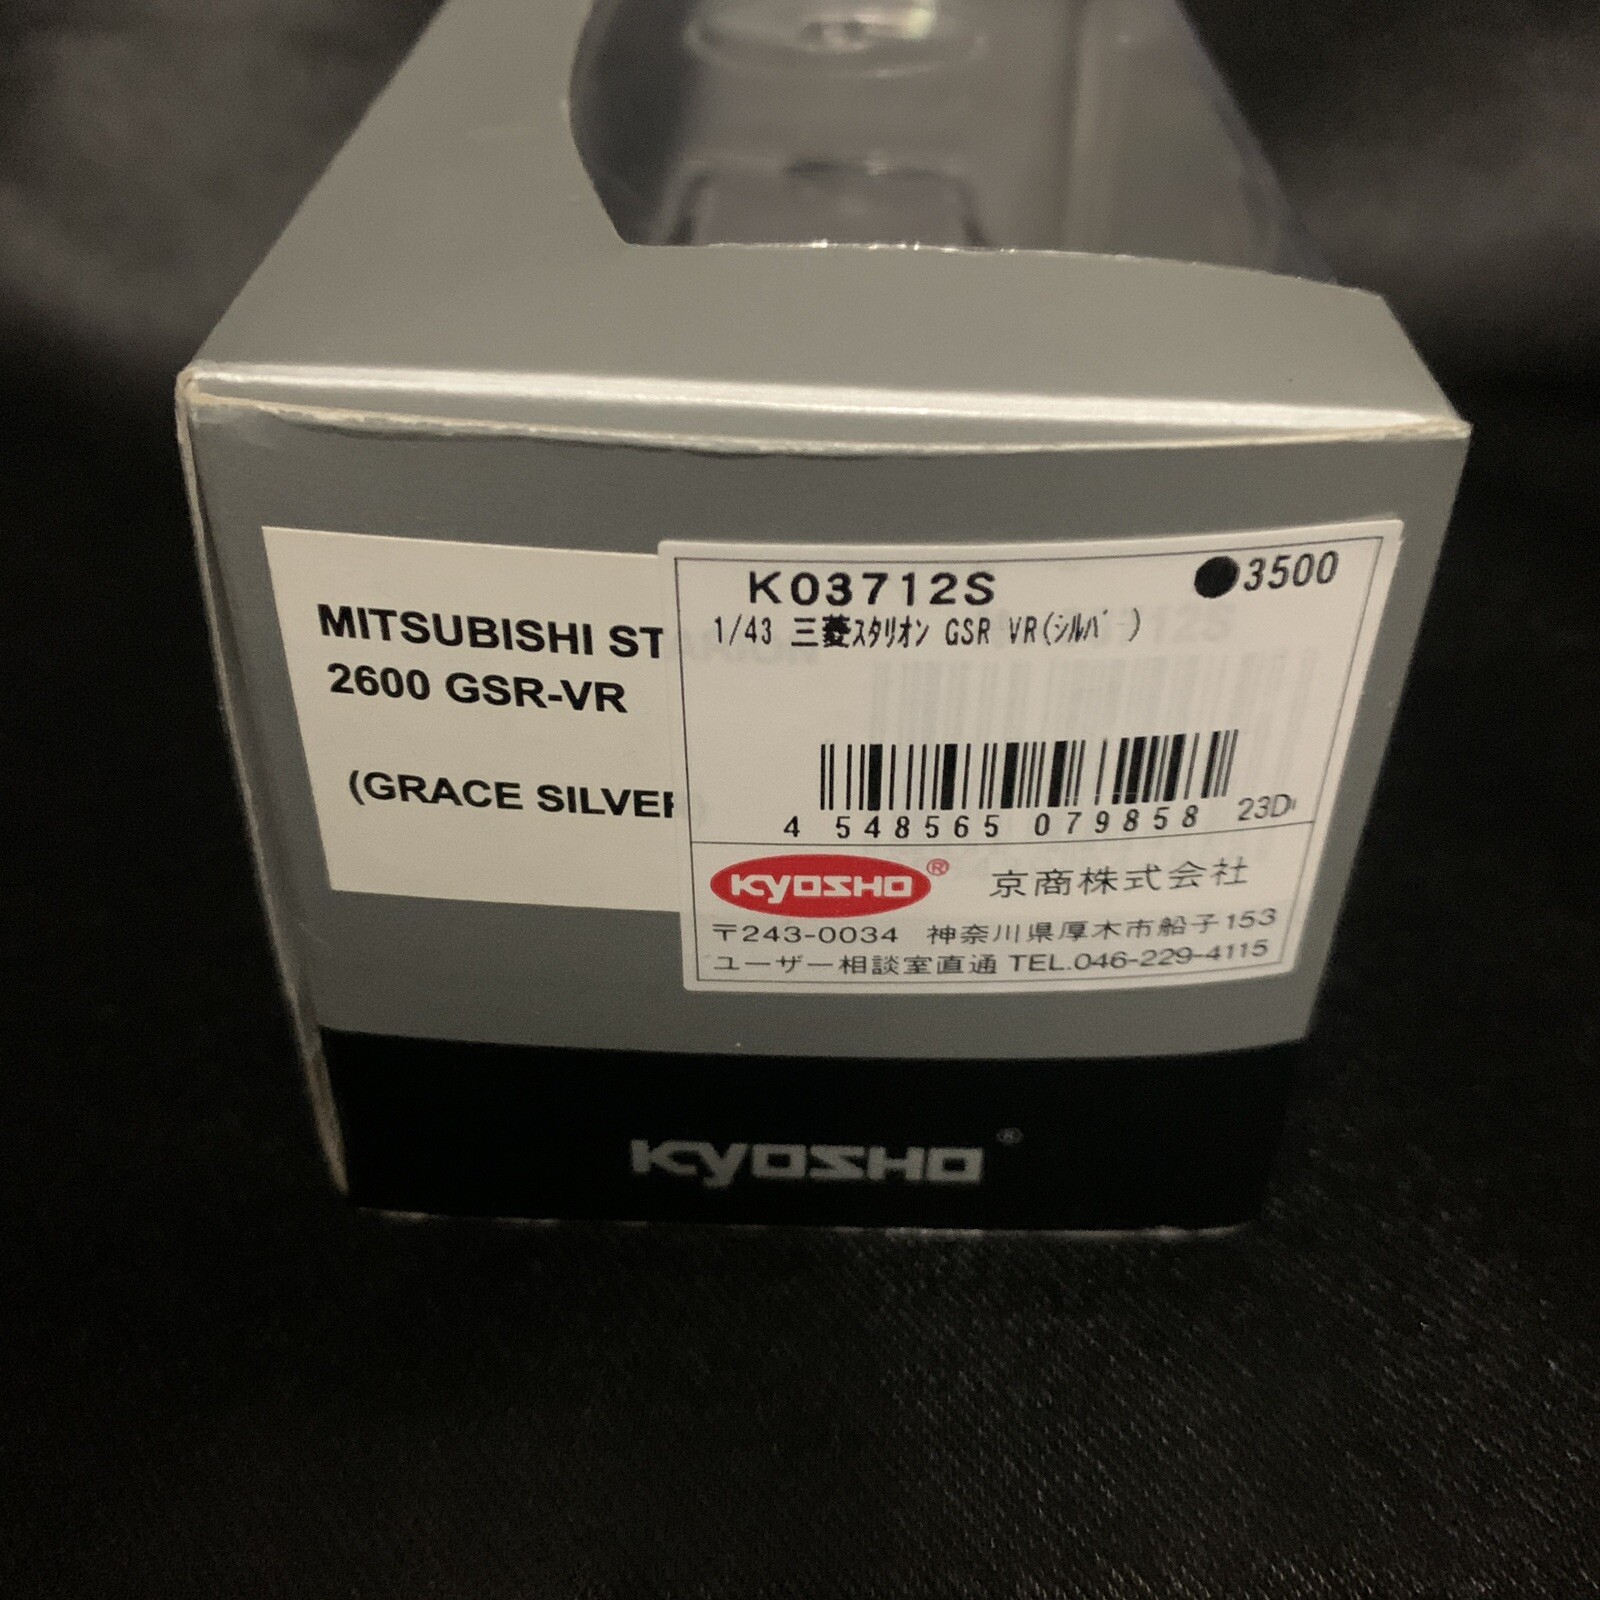 MITSUBISHI ST
2600 GSR-VR
(GRACE SILVER
K03712S
●3500
1/43 三菱ｽﾀﾘｵﾝ GSR VR(ｼﾙﾊﾞｰ)
4 548565 079858 23D
KYOSHO® 京商株式会社
〒243-0034 神奈川県厚木市船子153
ユーザー相談室直通 TEL.046-229-4115
KYOSHO®